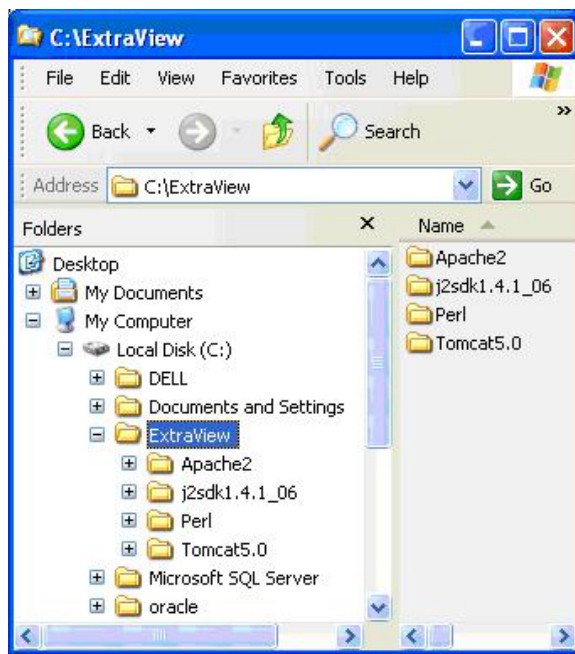 C:\ExtraView
File Edit View Favorites Tools Help
Back Search »
Address C:\ExtraView Go
Folders X
Desktop
My Documents
My Computer
Local Disk (C:)
DELL
Documents and Settings
ExtraView
Apache2
j2sdk1.4.1_06
Perl
Tomcat5.0
Microsoft SQL Server
oracle
Name
Apache2
j2sdk1.4.1_06
Perl
Tomcat5.0